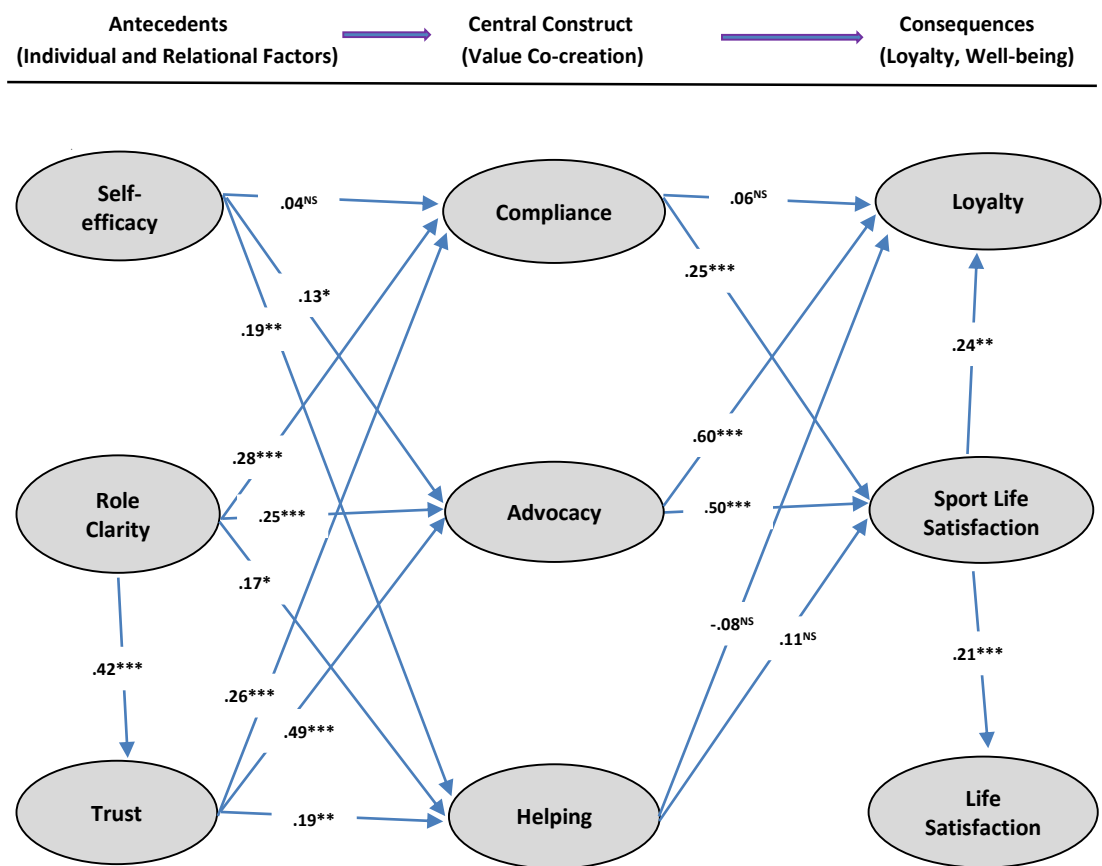 Antecedents
(Individual and Relational Factors)
Central Construct
(Value Co-creation)
Consequences
(Loyalty, Well-being)
Self-
efficacy
.04NS
Compliance
.06NS
Loyalty
.13*
.19**
.25***
.24**
.28***
.60***
Role
Clarity
.25***
Advocacy
.50***
Sport Life
Satisfaction
.17*
-.08NS
.11NS
.42***
.26***
.49***
.21***
Trust
.19**
Helping
Life
Satisfaction